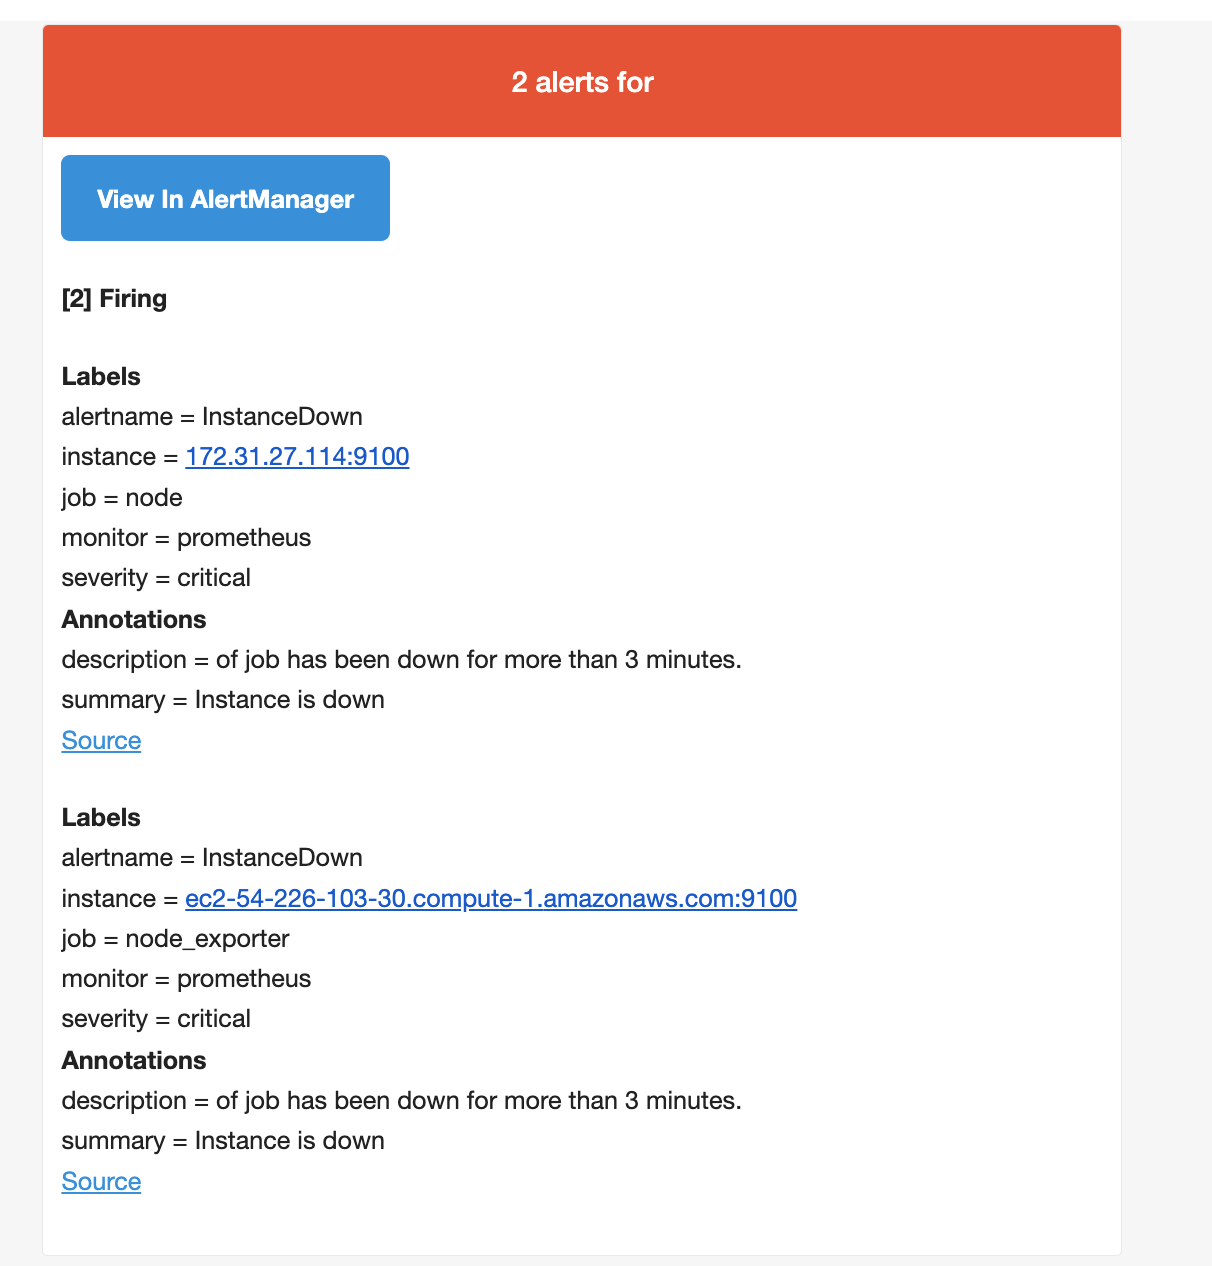 2 alerts for
View In AlertManager
[2] Firing
Labels
alertname = InstanceDown
instance = 172.31.27.114:9100
job = node
monitor = prometheus
severity = critical
Annotations
description = of job has been down for more than 3 minutes.
summary = Instance is down
Source
Labels
alertname = InstanceDown
instance = ec2-54-226-103-30.compute-1.amazonaws.com:9100
job = node_exporter
monitor = prometheus
severity = critical
Annotations
description = of job has been down for more than 3 minutes.
summary = Instance is down
Source